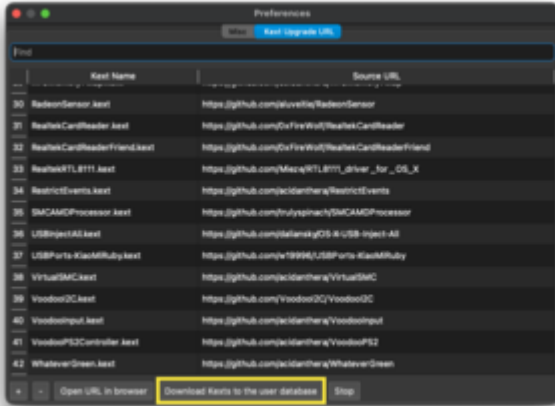 Preferences
Misc Kext Upgrade URL
Find
Kext Name Source URL
30 RadeonSensor.kext https://github.com/aluveitie/RadeonSensor
31 RealtekCardReader.kext https://github.com/0xFireWolf/RealtekCardReader
32 RealtekCardReaderFriend.kext https://github.com/0xFireWolf/RealtekCardReaderFriend
33 RealtekRTL8111.kext https://github.com/Mieze/RTL8111_driver_for_OS_X
34 RestrictEvents.kext https://github.com/acidanthera/RestrictEvents
35 SMCAMDProcessor.kext https://github.com/trulyspinach/SMCAMDProcessor
36 USBInjectAll.kext https://github.com/daliansky/OS-X-USB-Inject-All
37 USBPorts-XiaoMiRuby.kext https://github.com/w19996/USBPorts-XiaoMiRuby
38 VirtualSMC.kext https://github.com/acidanthera/VirtualSMC
39 VoodooI2C.kext https://github.com/VoodooI2C/VoodooI2C
40 VoodooInput.kext https://github.com/acidanthera/VoodooInput
41 VoodooPS2Controller.kext https://github.com/acidanthera/VoodooPS2
42 WhateverGreen.kext https://github.com/acidanthera/WhateverGreen
+ - Open URL in browser Download Kexts to the user database Stop